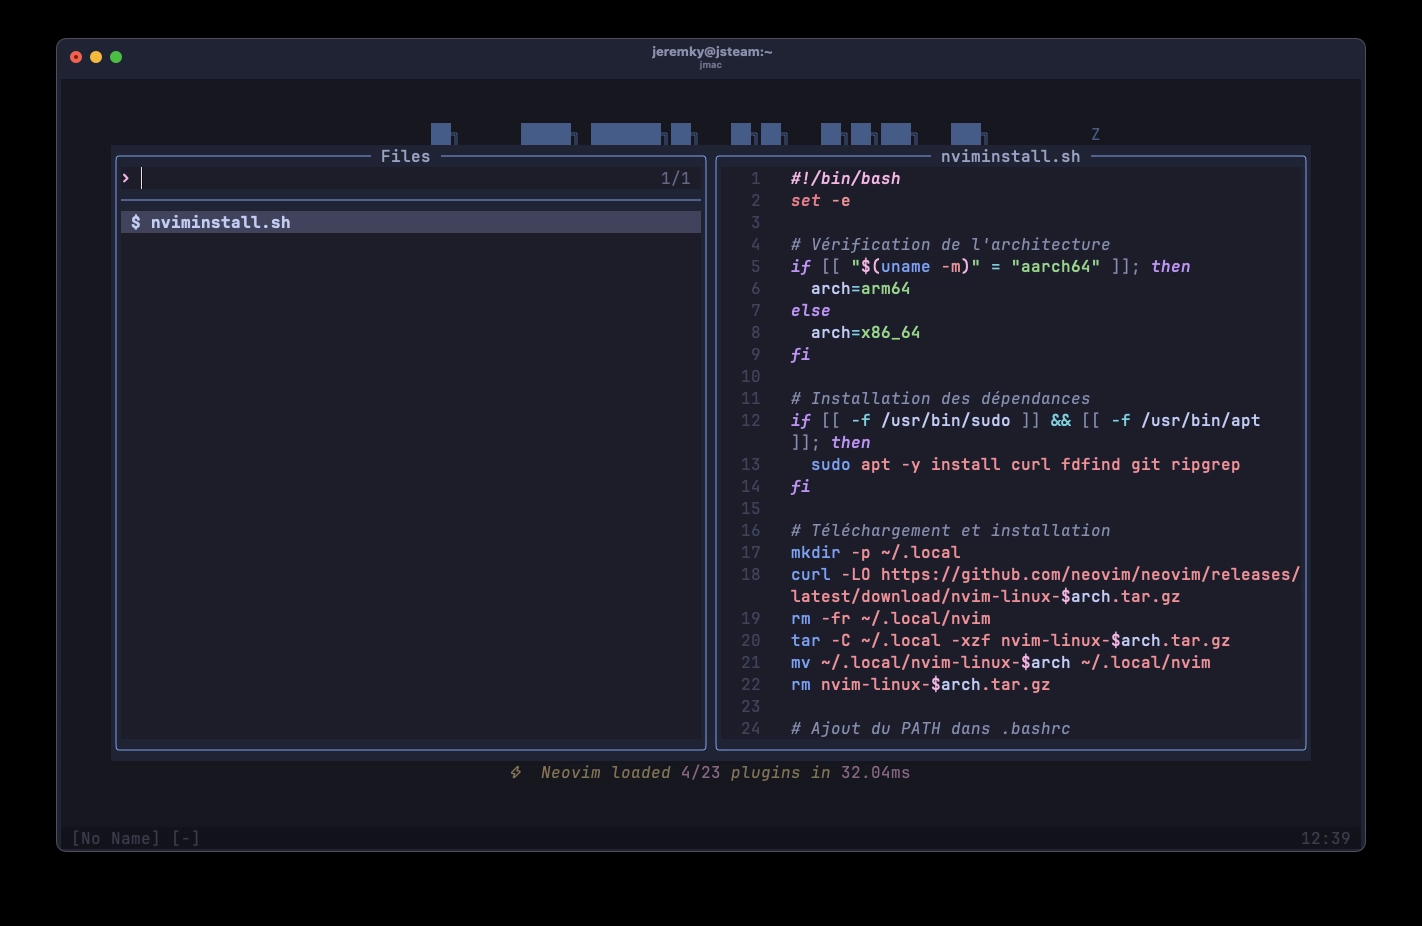 jeremky@jsteam:~
jmac
Z
Files
nviminstall.sh
❯ 1/1
$ nviminstall.sh
1 #!/bin/bash
2 set -e
3
4 # Vérification de l'architecture
5 if [[ "$(uname -m)" = "aarch64" ]]; then
6 arch=arm64
7 else
8 arch=x86_64
9 fi
10
11 # Installation des dépendances
12 if [[ -f /usr/bin/sudo ]] && [[ -f /usr/bin/apt
]]; then
13 sudo apt -y install curl fdfind git ripgrep
14 fi
15
16 # Téléchargement et installation
17 mkdir -p ~/.local
18 curl -LO https://github.com/neovim/neovim/releases/
latest/download/nvim-linux-$arch.tar.gz
19 rm -fr ~/.local/nvim
20 tar -C ~/.local -xzf nvim-linux-$arch.tar.gz
21 mv ~/.local/nvim-linux-$arch ~/.local/nvim
22 rm nvim-linux-$arch.tar.gz
23
24 # Ajout du PATH dans .bashrc
⚡ Neovim loaded 4/23 plugins in 32.04ms
[No Name] [-] 12:39